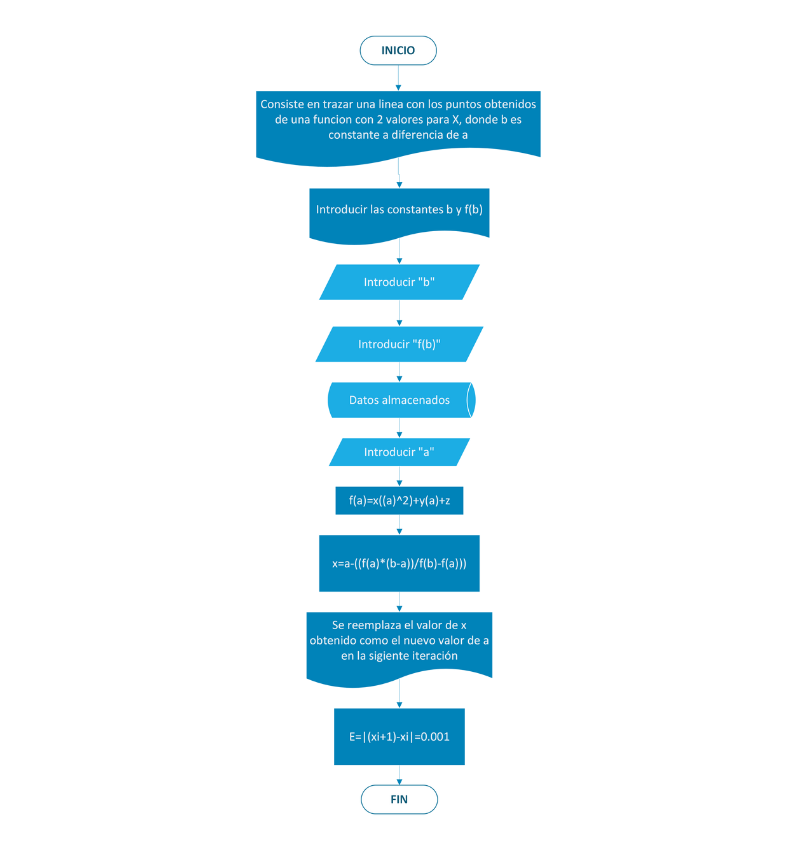 INICIO
Consiste en trazar una linea con los puntos obtenidos
de una funcion con 2 valores para X, donde b es
constante a diferencia de a
Introducir las constantes b y f(b)
Introducir "b"
Introducir "f(b)"
Datos almacenados
Introducir "a"
f(a)=x((a)^2)+y(a)+z
x=a-((f(a)*(b-a))/f(b)-f(a)))
Se reemplaza el valor de x
obtenido como el nuevo valor de a
en la sigiente iteración
E=|(xi+1)-xi|=0.001
FIN